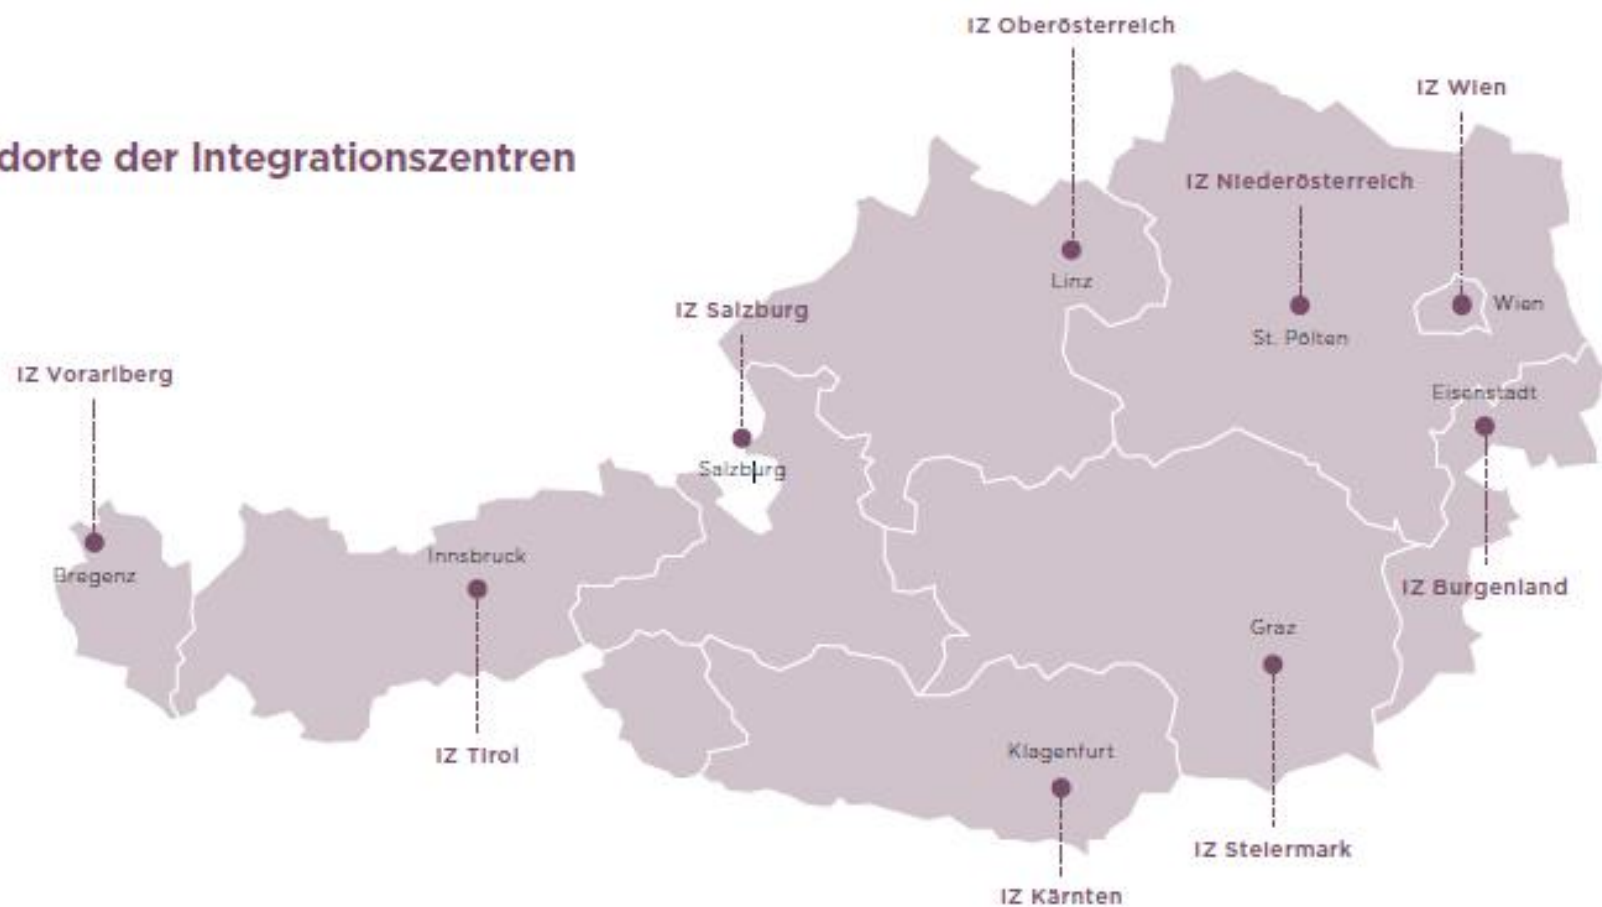 dorte der Integrationszentren
IZ Oberösterreich
IZ Wien
IZ Niederösterreich
Linz
Wien
St. Pölten
IZ Salzburg
Salzburg
IZ Vorarlberg
Bregenz
Innsbruck
IZ Tirol
Eisenstadt
IZ Burgenland
Graz
IZ Steiermark
Klagenfurt
IZ Kärnten